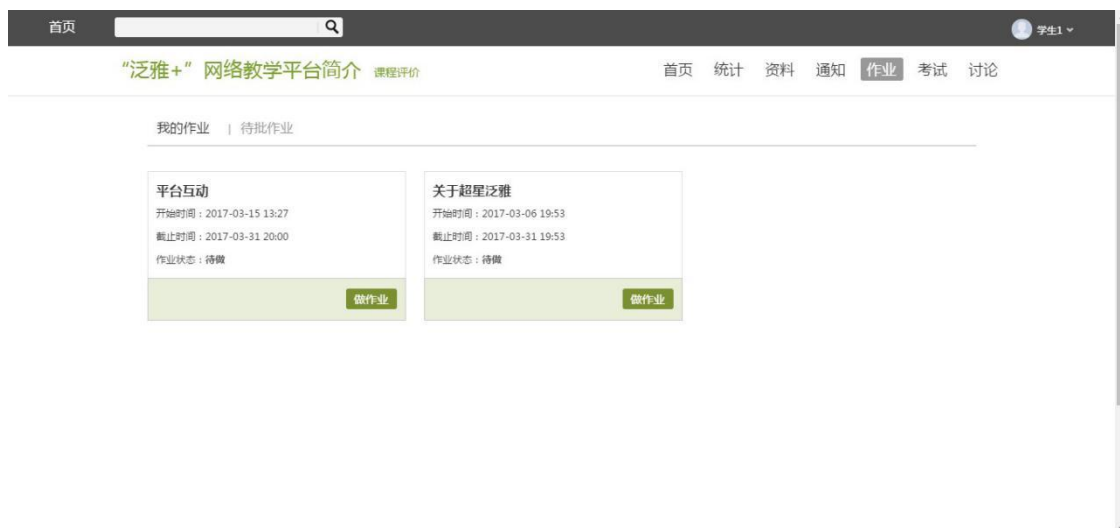 首页 学生1
“泛雅+” 网络教学平台简介 课程评价 首页 统计 资料 通知 作业 考试 讨论
我的作业 | 待批作业
平台互动
开始时间：2017-03-15 13:27
截止时间：2017-03-31 20:00
作业状态：待做
做作业
关于超星泛雅
开始时间：2017-03-06 19:53
截止时间：2017-03-31 19:53
作业状态：待做
做作业